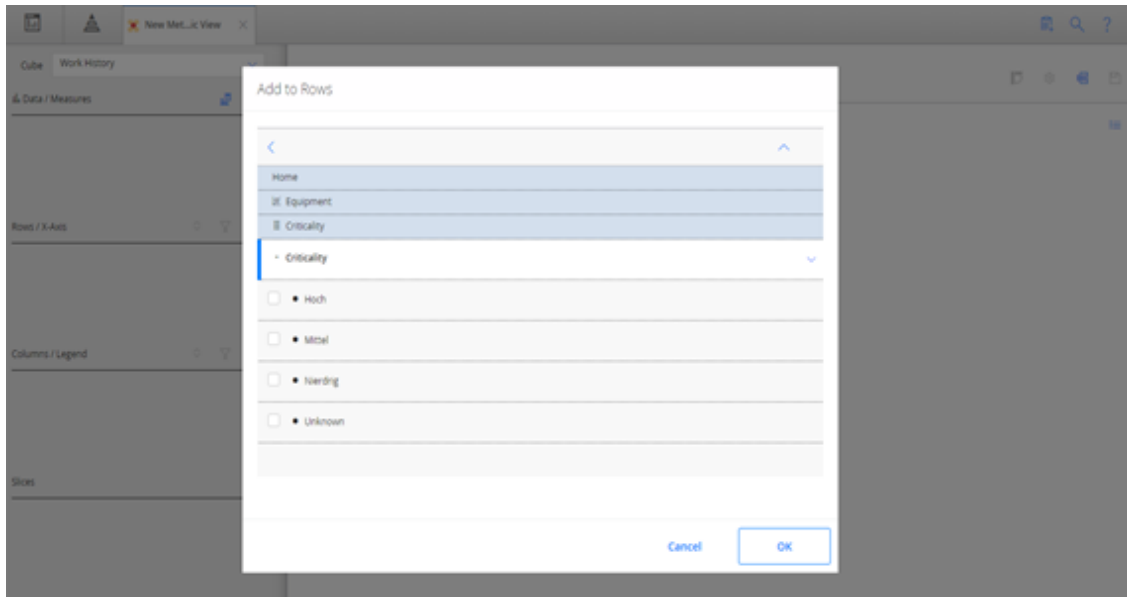 New Met...ic View
Cube Work History
Data / Measures
Rows / X-Axis
Columns / Legend
Slices
Add to Rows
Home
Equipment
Criticality
Criticality
Hoch
Mittel
Nierdrig
Unknown
Cancel OK